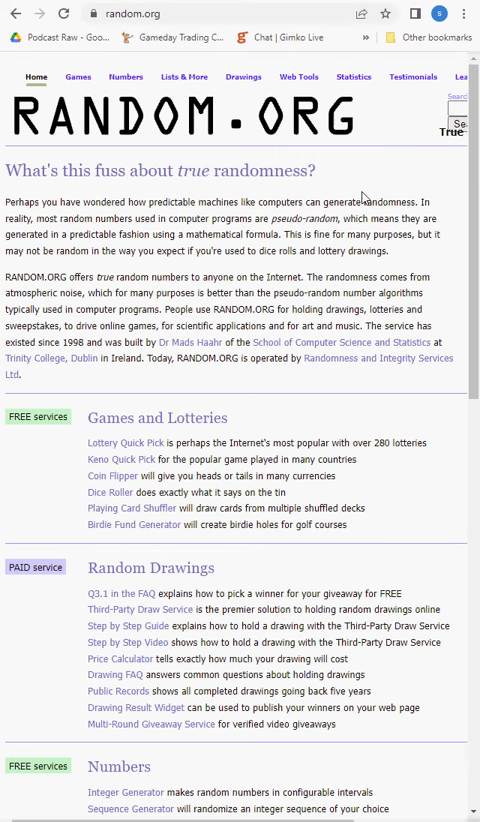 random.org
S
Podcast Raw - Goo...
Gameday Trading C...
Chat | Gimko Live
»
Other bookmarks
Home
Games
Numbers
Lists & More
Drawings
Web Tools
Statistics
Testimonials
Lea
RANDOM.ORG
Search
Se
True
What's this fuss about true randomness?
Perhaps you have wondered how predictable machines like computers can generate randomness. In
reality, most random numbers used in computer programs are pseudo-random, which means they are
generated in a predictable fashion using a mathematical formula. This is fine for many purposes, but it
may not be random in the way you expect if you're used to dice rolls and lottery drawings.
RANDOM.ORG offers true random numbers to anyone on the Internet. The randomness comes from
atmospheric noise, which for many purposes is better than the pseudo-random number algorithms
typically used in computer programs. People use RANDOM.ORG for holding drawings, lotteries and
sweepstakes, to drive online games, for scientific applications and for art and music. The service has
existed since 1998 and was built by Dr Mads Haahr of the School of Computer Science and Statistics at
Trinity College, Dublin in Ireland. Today, RANDOM.ORG is operated by Randomness and Integrity Services
Ltd.
FREE services
Games and Lotteries
Lottery Quick Pick is perhaps the Internet's most popular with over 280 lotteries
Keno Quick Pick for the popular game played in many countries
Coin Flipper will give you heads or tails in many currencies
Dice Roller does exactly what it says on the tin
Playing Card Shuffler will draw cards from multiple shuffled decks
Birdie Fund Generator will create birdie holes for golf courses
PAID service
Random Drawings
Q3.1 in the FAQ explains how to pick a winner for your giveaway for FREE
Third-Party Draw Service is the premier solution to holding random drawings online
Step by Step Guide explains how to hold a drawing with the Third-Party Draw Service
Step by Step Video shows how to hold a drawing with the Third-Party Draw Service
Price Calculator tells exactly how much your drawing will cost
Drawing FAQ answers common questions about holding drawings
Public Records shows all completed drawings going back five years
Drawing Result Widget can be used to publish your winners on your web page
Multi-Round Giveaway Service for verified video giveaways
FREE services
Numbers
Integer Generator makes random numbers in configurable intervals
Sequence Generator will randomize an integer sequence of your choice